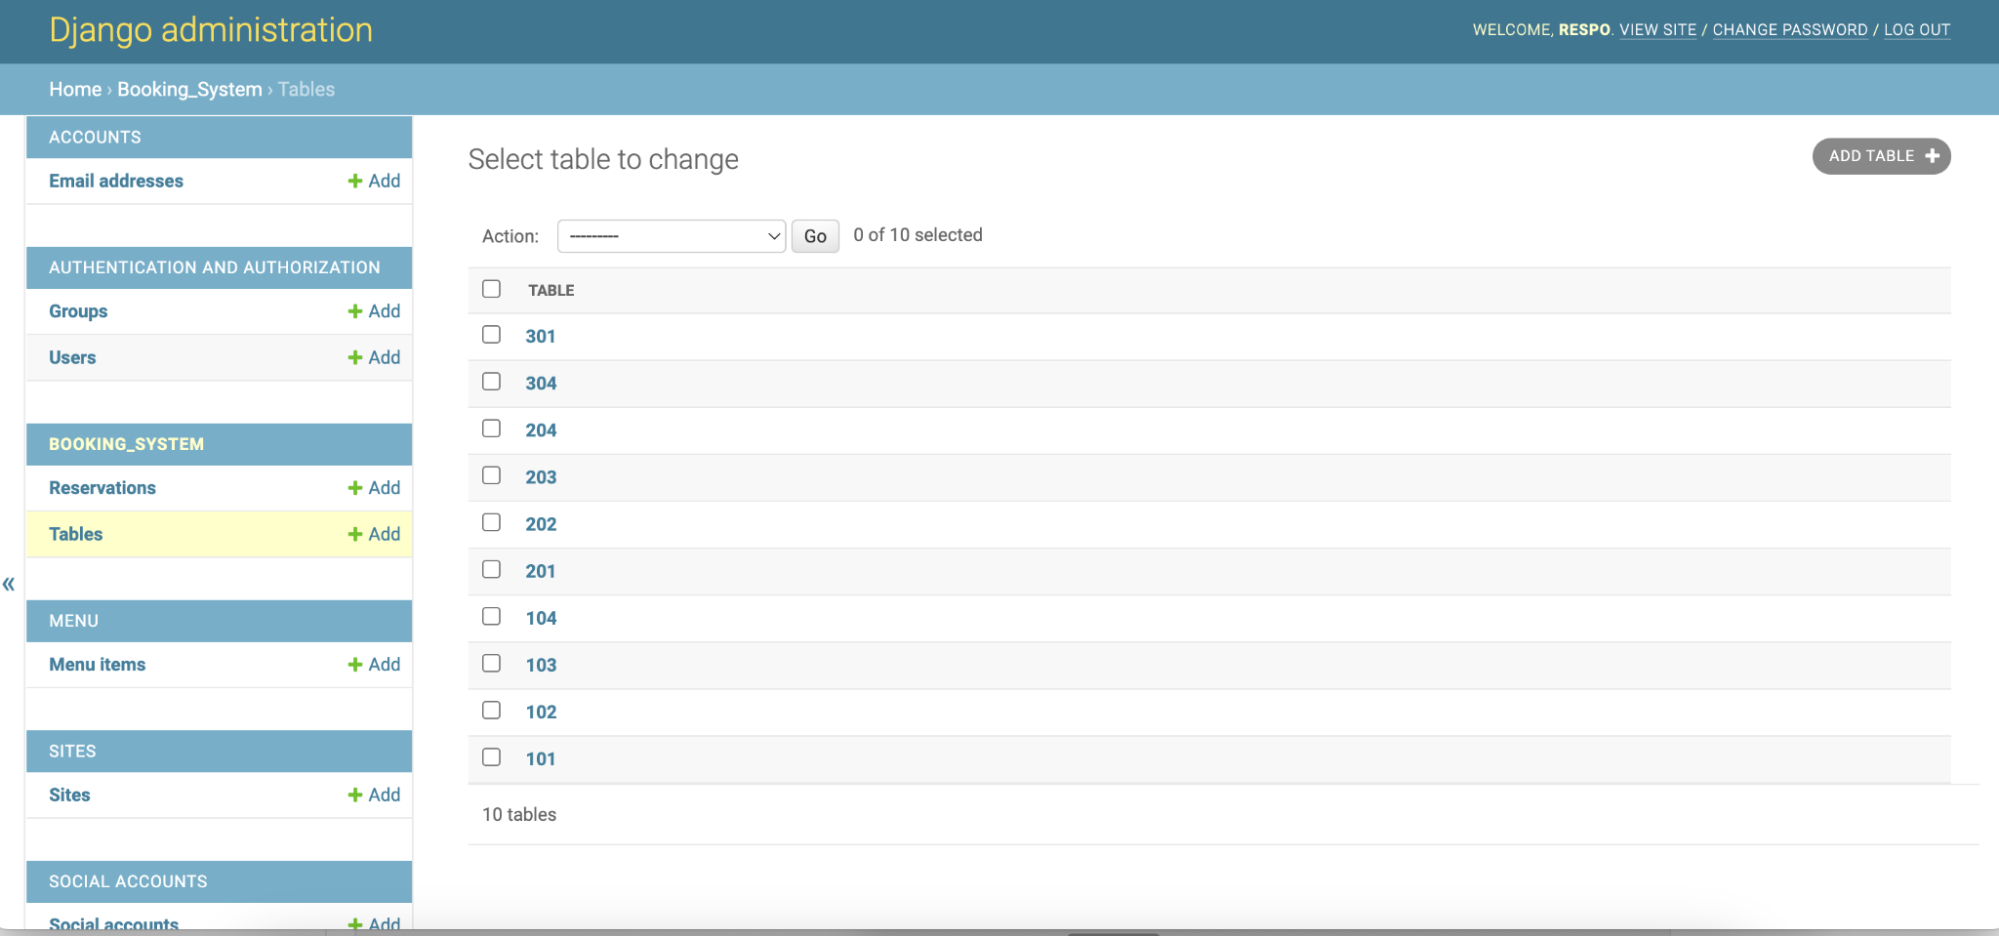 Django administration
WELCOME, RESPO. VIEW SITE / CHANGE PASSWORD / LOG OUT
Home › Booking_System › Tables
ACCOUNTS
Email addresses + Add
AUTHENTICATION AND AUTHORIZATION
Groups + Add
Users + Add
BOOKING_SYSTEM
Reservations + Add
Tables + Add
«
MENU
Menu items + Add
SITES
Sites + Add
SOCIAL ACCOUNTS
Social accounts + Add
Select table to change
ADD TABLE +
Action: --------- Go 0 of 10 selected
TABLE
301
304
204
203
202
201
104
103
102
101
10 tables